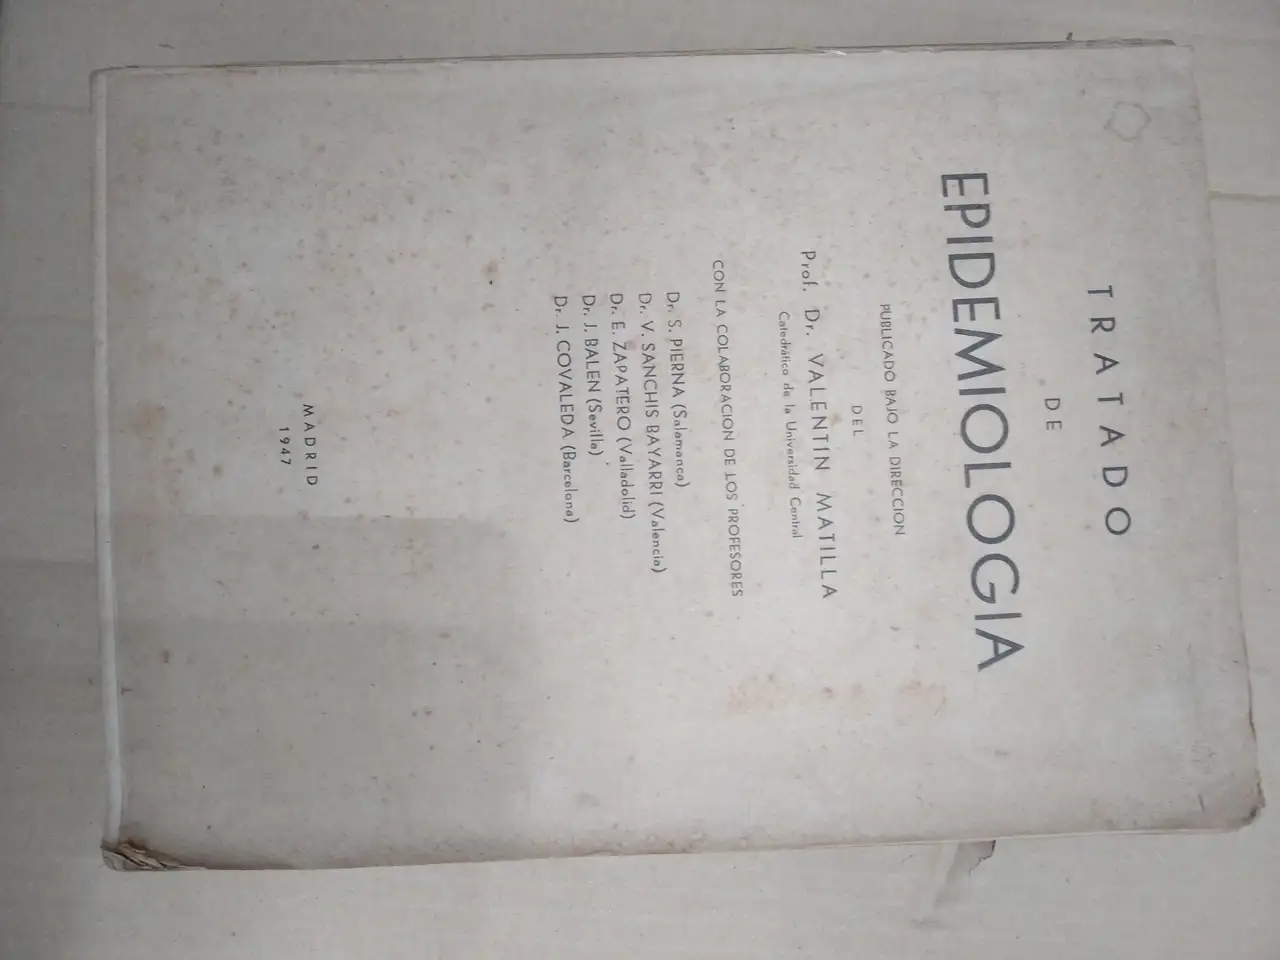 TRATADO
DE
EPIDEMIOLOGIA
PUBLICADO BAJO LA DIRECCION
DEL
Prof. Dr. VALENTIN MATILLA
Catedrático de la Universidad Central
CON LA COLABORACION DE LOS PROFESORES
Dr. S. PIERNA (Salamanca)
Dr. V. SANCHIS BAYARRI (Valencia)
Dr. E. ZAPATERO (Valladolid)
Dr. J. BALEN (Sevilla)
Dr. J. COVALEDA (Barcelona)
MADRID
1947